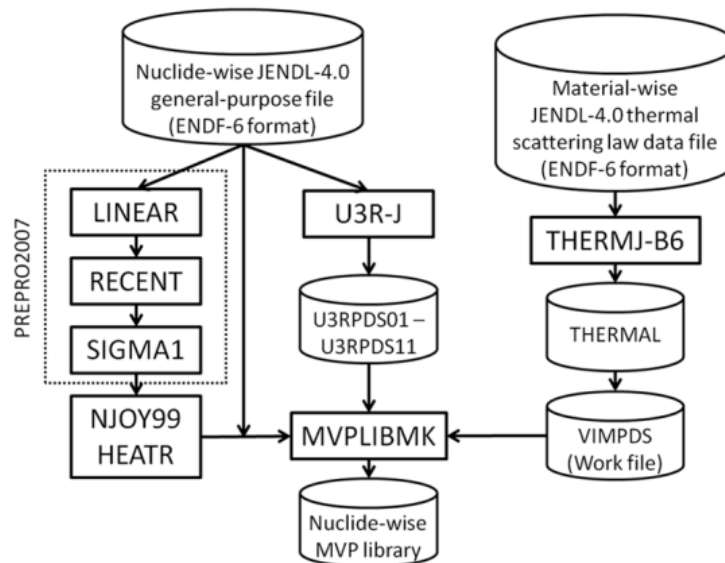 Nuclide-wise JENDL-4.0
general-purpose file
(ENDF-6 format)
Material-wise
JENDL-4.0 thermal
scattering law data file
(ENDF-6 format)
PREPRO2007
LINEAR
RECENT
SIGMA1
NJOY99
HEATR
U3R-J
U3RPDS01 –
U3RPDS11
MVPLIBMK
Nuclide-wise
MVP library
THERMJ-B6
THERMAL
VIMPDS
(Work file)